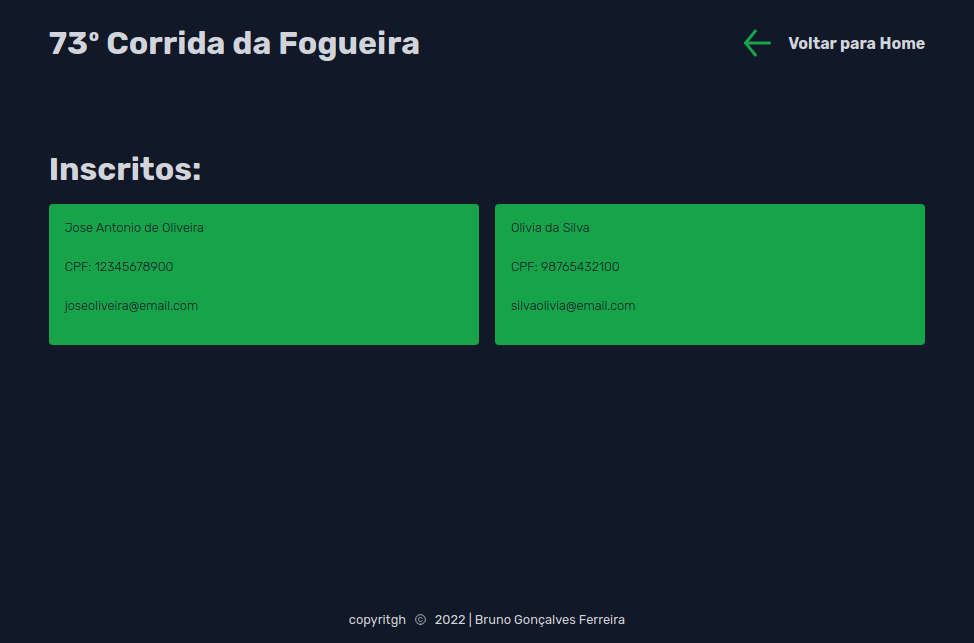 73º Corrida da Fogueira
Voltar para Home
Inscritos:
Jose Antonio de Oliveira
CPF: 12345678900
joseoliveira@email.com
Olivia da Silva
CPF: 98765432100
silvaolivia@email.com
copyritgh © 2022 | Bruno Gonçalves Ferreira